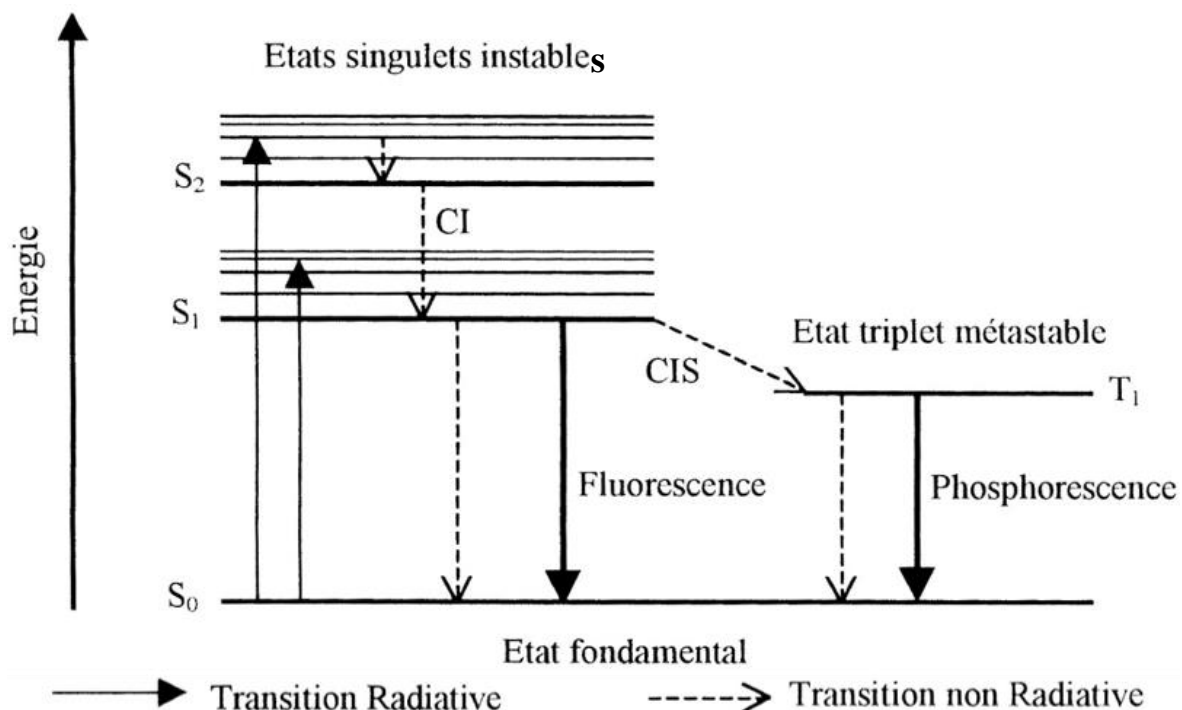 Etats singulets instables
S₂
CI
Energie
S₁
Etat triplet métastable
CIS
T₁
Fluorescence
Phosphorescence
S₀
Etat fondamental
Transition Radiative
Transition non Radiative